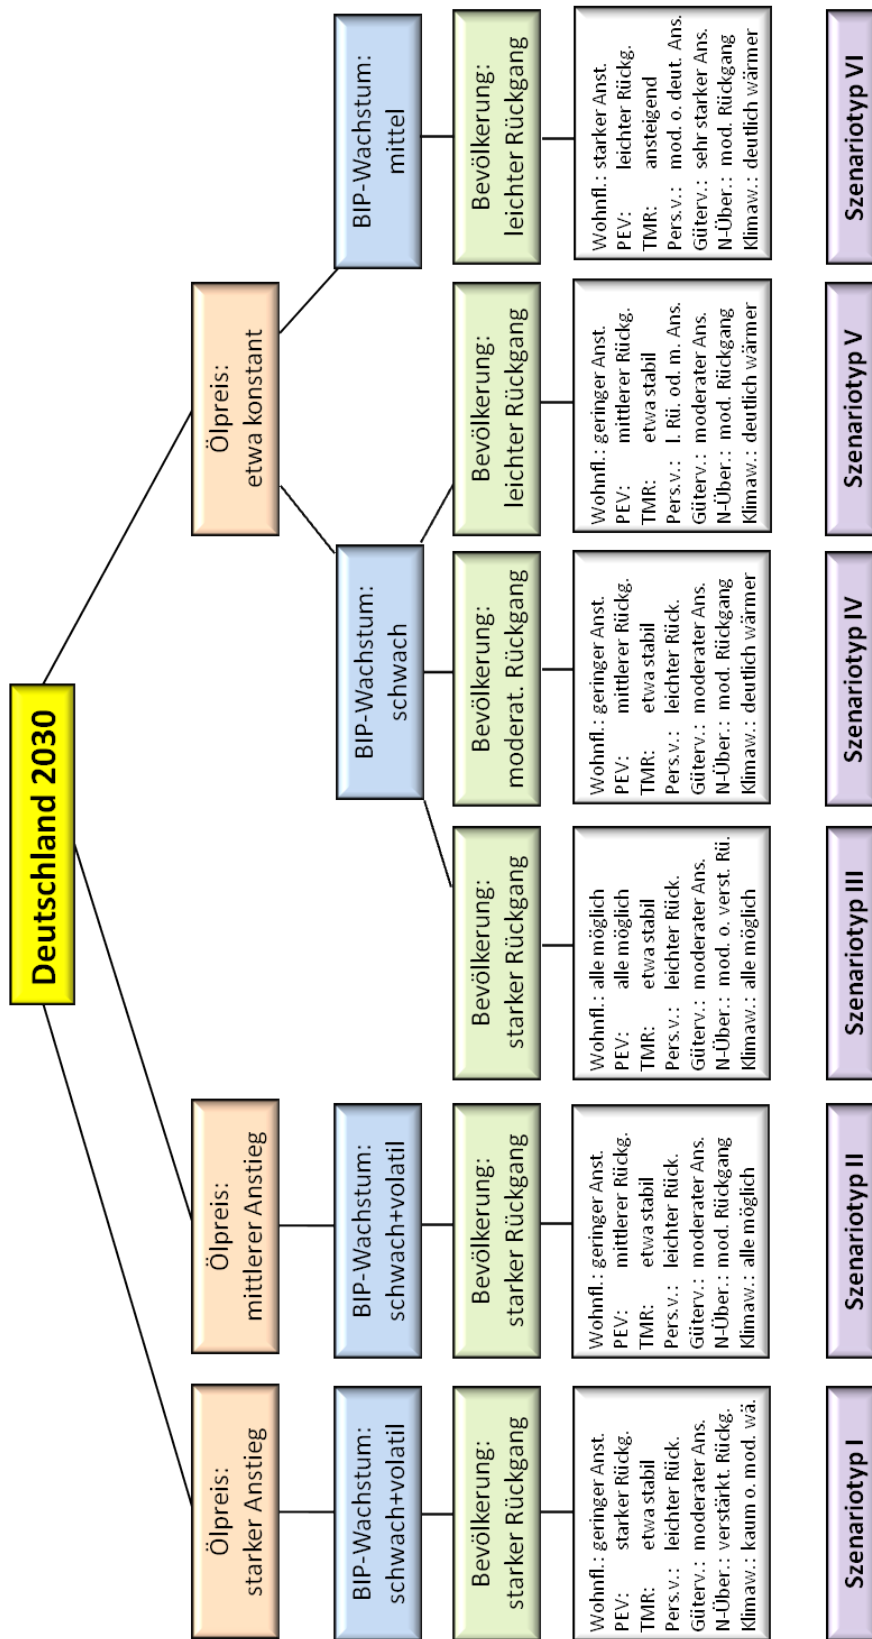 Deutschland 2030
Ölpreis:
starker Anstieg
Ölpreis:
mittlerer Anstieg
Ölpreis:
etwa konstant
BIP-Wachstum:
schwach+volatil
BIP-Wachstum:
schwach+volatil
BIP-Wachstum:
schwach
BIP-Wachstum:
mittel
Bevölkerung:
starker Rückgang
Bevölkerung:
starker Rückgang
Bevölkerung:
starker Rückgang
Bevölkerung:
moderat. Rückgang
Bevölkerung:
leichter Rückgang
Bevölkerung:
leichter Rückgang
Wohnfl.: geringer Anst.
PEV: starker Rückg.
TMR: etwa stabil
Pers.v.: leichter Rück.
Güterv.: moderater Ans.
N-Über.: verstärkt. Rückg.
Klimaw.: kaum o. mod. wä.
Wohnfl.: geringer Anst.
PEV: mittlerer Rückg.
TMR: etwa stabil
Pers.v.: leichter Rück.
Güterv.: moderater Ans.
N-Über.: mod. Rückgang
Klimaw.: alle möglich
Wohnfl.: alle möglich
PEV: alle möglich
TMR: etwa stabil
Pers.v.: leichter Rück.
Güterv.: moderater Ans.
N-Über.: mod. o. verst. Rü.
Klimaw.: alle möglich
Wohnfl.: geringer Anst.
PEV: mittlerer Rückg.
TMR: etwa stabil
Pers.v.: leichter Rück.
Güterv.: moderater Ans.
N-Über.: mod. Rückgang
Klimaw.: deutlich wärmer
Wohnfl.: geringer Anst.
PEV: mittlerer Rückg.
TMR: etwa stabil
Pers.v.: l. Rü. od. m. Ans.
Güterv.: moderater Ans.
N-Über.: mod. Rückgang
Klimaw.: deutlich wärmer
Wohnfl.: starker Anst.
PEV: leichter Rückg.
TMR: ansteigend
Pers.v.: mod. o. deut. Ans.
Güterv.: sehr starker Ans.
N-Über.: mod. Rückgang
Klimaw.: deutlich wärmer
Szenariotyp I
Szenariotyp II
Szenariotyp III
Szenariotyp IV
Szenariotyp V
Szenariotyp VI